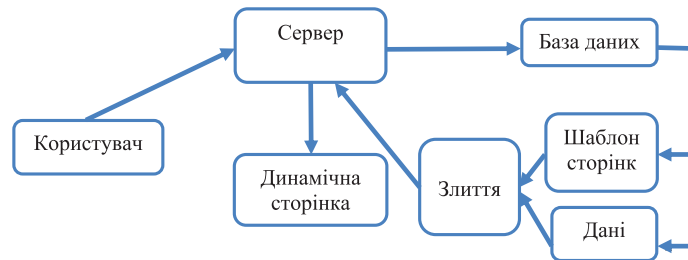 Сервер
База даних
Користувач
Динамічна
сторінка
Злиття
Шаблон
сторінк
Дані